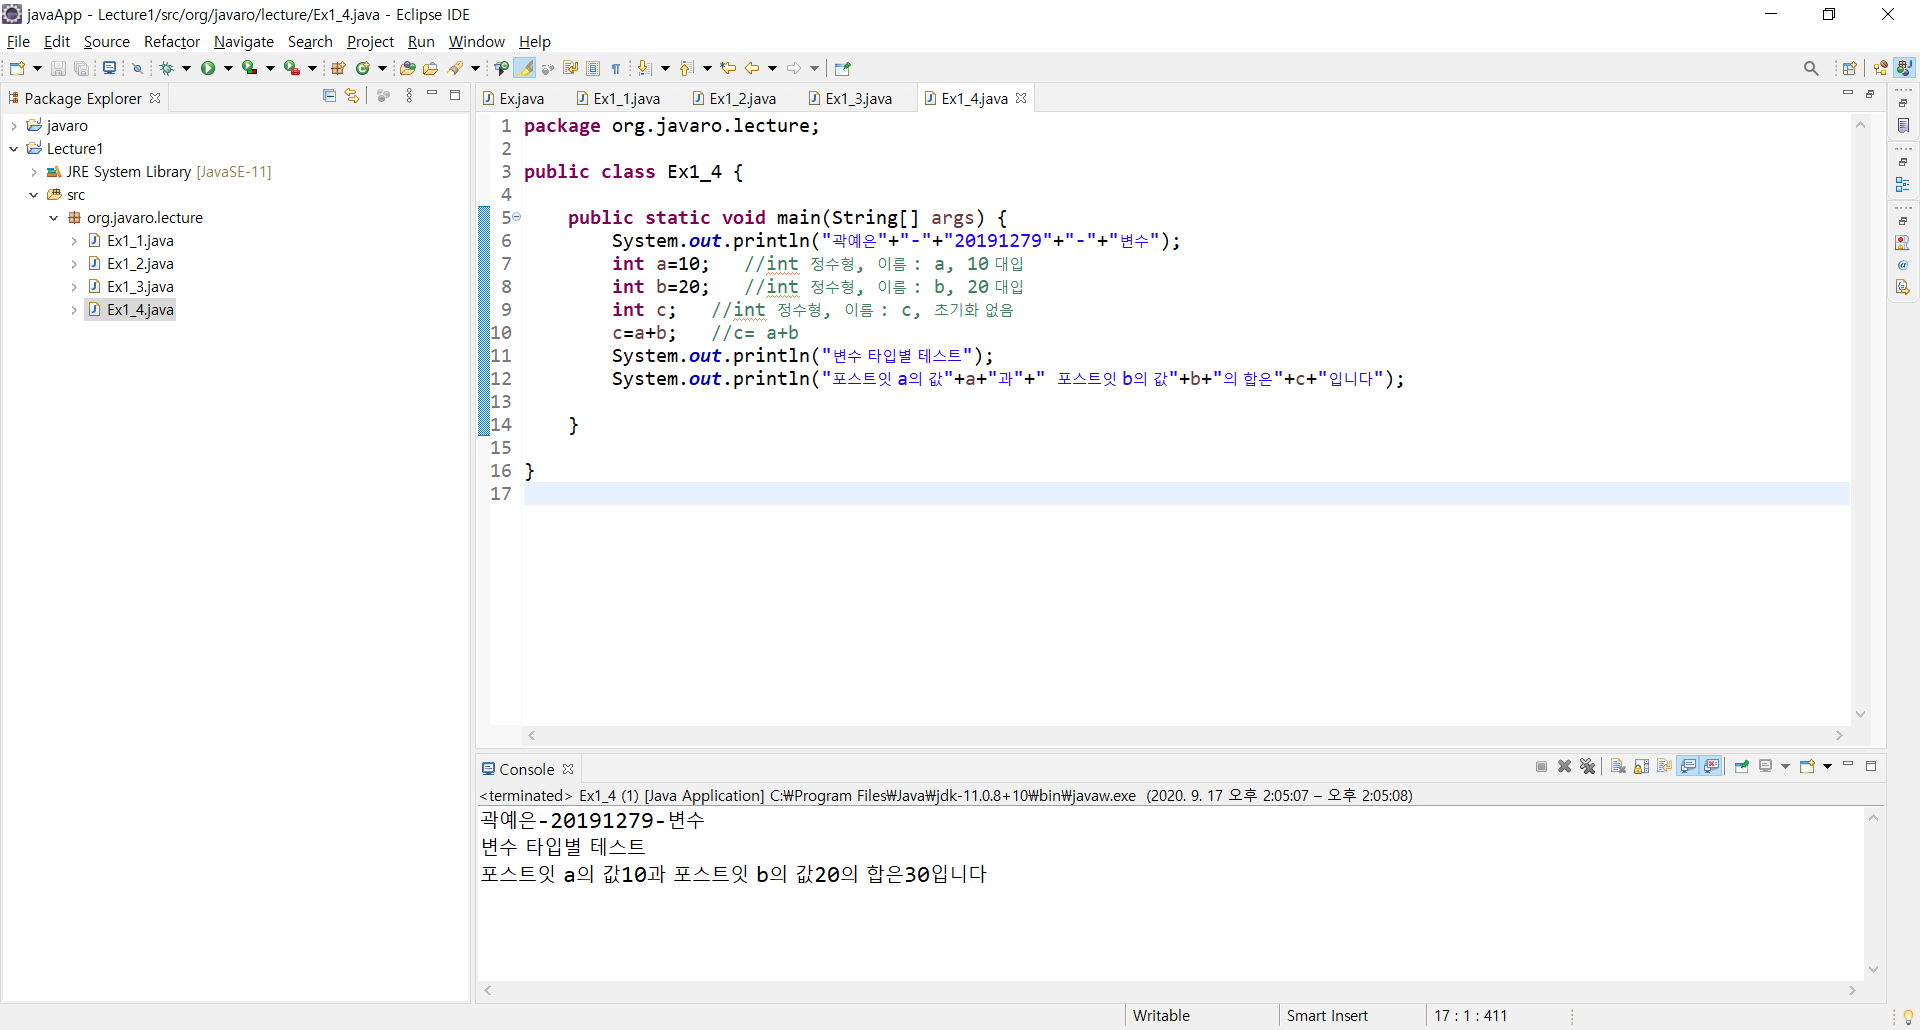 javaApp - Lecture1/src/org/javaro/lecture/Ex1_4.java - Eclipse IDE
File Edit Source Refactor Navigate Search Project Run Window Help
Package Explorer
javaro
Lecture1
JRE System Library [JavaSE-11]
src
org.javaro.lecture
Ex1_1.java
Ex1_2.java
Ex1_3.java
Ex1_4.java
Ex.java Ex1_1.java Ex1_2.java Ex1_3.java Ex1_4.java
1 package org.javaro.lecture;
2
3 public class Ex1_4 {
4
5 public static void main(String[] args) {
6 System.out.println("곽예은"+"-"+"20191279"+"-"+"변수");
7 int a=10; //int 정수형, 이름 : a, 10 대입
8 int b=20; //int 정수형, 이름 : b, 20 대입
9 int c; //int 정수형, 이름 : c, 초기화 없음
10 c=a+b; //c= a+b
11 System.out.println("변수 타입별 테스트");
12 System.out.println("포스트잇 a의 값"+a+"과"+" 포스트잇 b의 값"+b+"의 합은"+c+"입니다");
13
14 }
15
16 }
17
Console
<terminated> Ex1_4 (1) [Java Application] C:₩Program Files₩Java₩jdk-11.0.8+10₩bin₩javaw.exe (2020. 9. 17 오후 2:05:07 – 오후 2:05:08)
곽예은-20191279-변수
변수 타입별 테스트
포스트잇 a의 값10과 포스트잇 b의 값20의 합은30입니다
Writable Smart Insert 17 : 1 : 411